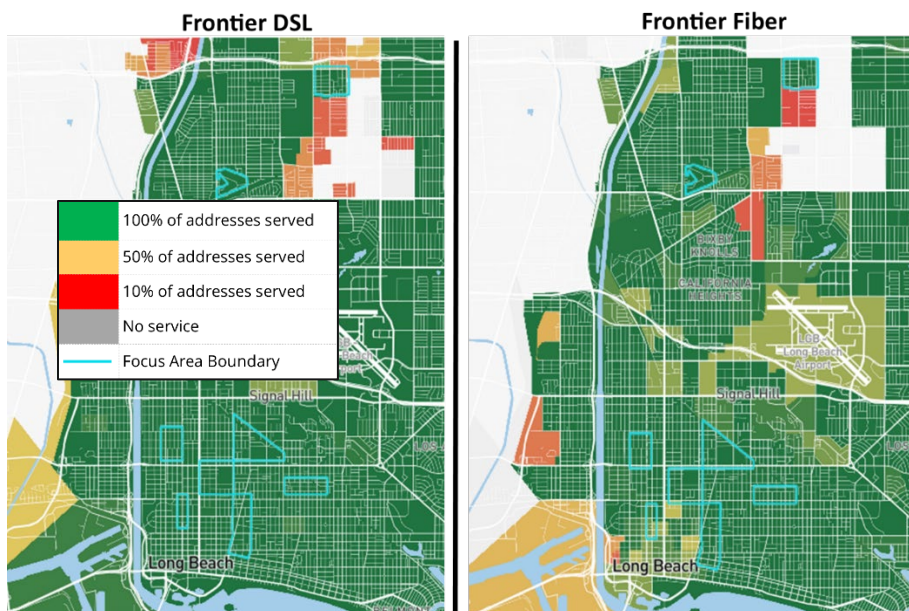 Frontier DSL
Frontier Fiber
100% of addresses served
50% of addresses served
10% of addresses served
No service
Focus Area Boundary
BIXBY
KNOLLS
CALIFORNIA
HEIGHTS
LGB
Long Beach
Airport
Signal Hill
Signal Hill
Long Beach
Long Beach